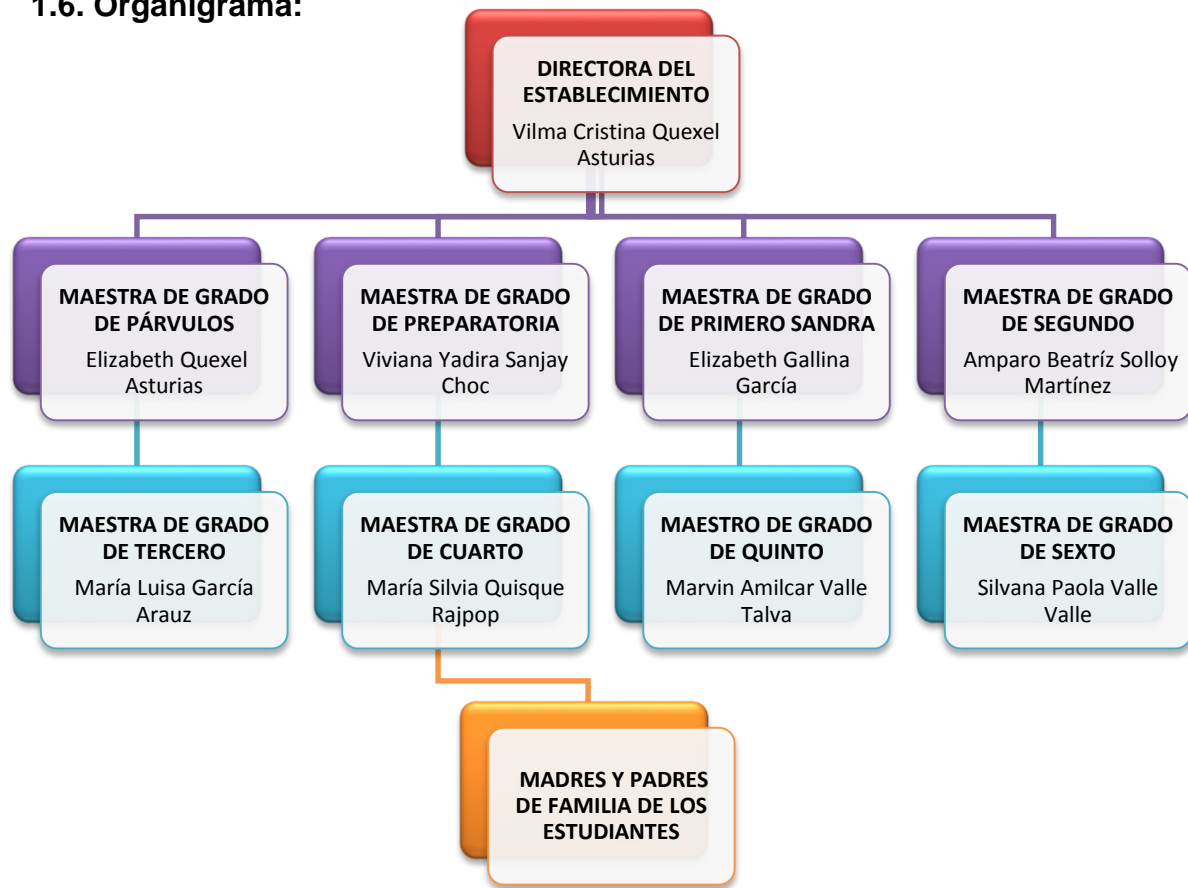 1.6. Organigrama:
DIRECTORA DEL
ESTABLECIMIENTO
Vilma Cristina Quexel
Asturias
MAESTRA DE GRADO
DE PÁRVULOS
Elizabeth Quexel
Asturias
MAESTRA DE GRADO
DE PREPARATORIA
Viviana Yadira Sanjay
Choc
MAESTRA DE GRADO
DE PRIMERO SANDRA
Elizabeth Gallina
García
MAESTRA DE GRADO
DE SEGUNDO
Amparo Beatríz Solloy
Martínez
MAESTRA DE GRADO
DE TERCERO
María Luisa García
Arauz
MAESTRA DE GRADO
DE CUARTO
María Silvia Quisque
Rajpop
MAESTRO DE GRADO
DE QUINTO
Marvin Amilcar Valle
Talva
MAESTRA DE GRADO
DE SEXTO
Silvana Paola Valle
Valle
MADRES Y PADRES
DE FAMILIA DE LOS
ESTUDIANTES